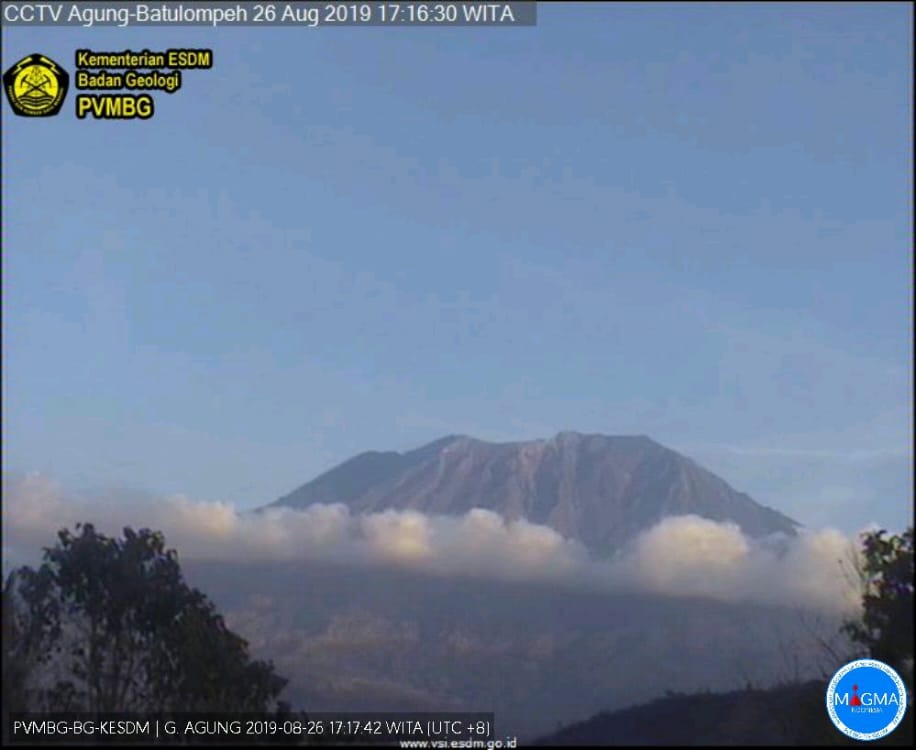 CCTV Agung-Batulompeh 26 Aug 2019 17:16:30 WITA
Kementerian ESDM
Badan Geologi
PVMBG
MAGMA
INDONESIA
PVMBG-BG-KESDM | G. AGUNG 2019-08-26 17:17:42 WITA (UTC +8)
www.vsi.esdm.go.id